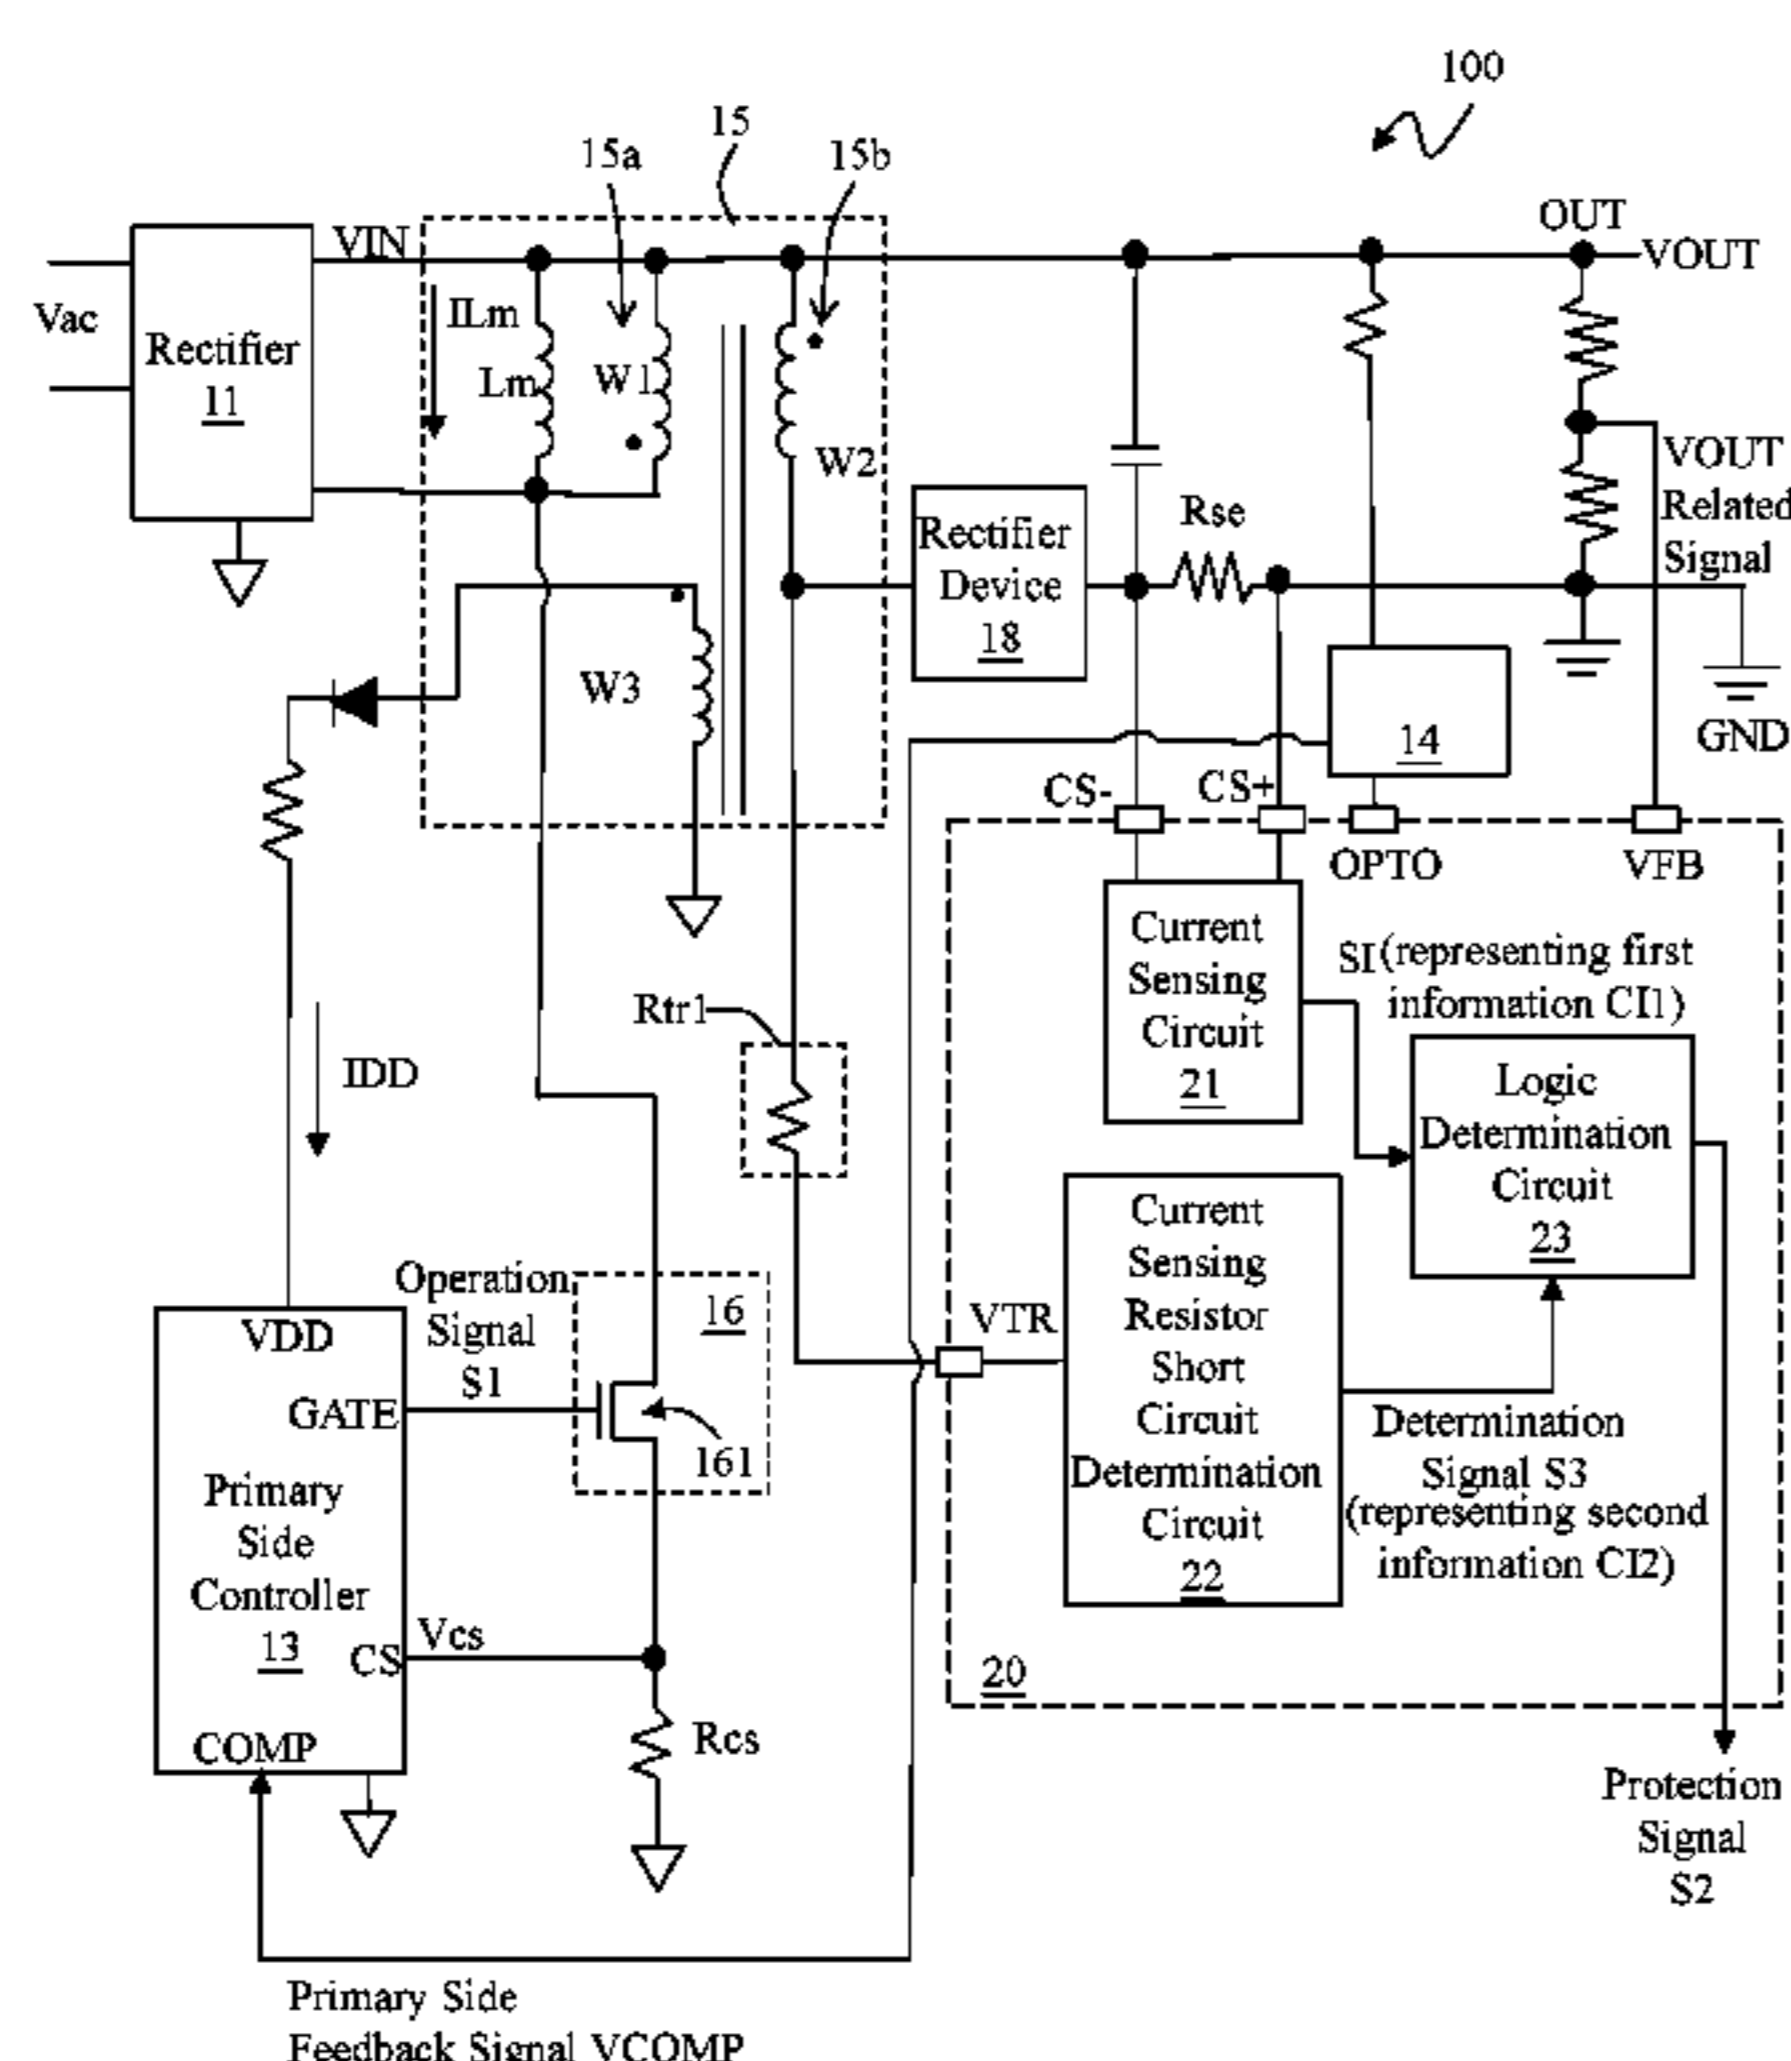 100
15
15a
15b
OUT
VIN
VOUT
Vac
ILm
Rectifier
11
Lm
W1
W2
VOUT
Related
Signal
Rse
Rectifier
Device
18
W3
14
GND
CS-
CS+
OPTO
VFB
Current
Sensing
Circuit
21
SI(representing first
information CI1)
Rtr1
IDD
Logic
Determination
Circuit
23
Current
Sensing
Resistor
Short
Circuit
Determination
Circuit
22
Operation
Signal
S1
16
VTR
VDD
GATE
161
Determination
Signal S3
(representing second
information CI2)
Primary
Side
Controller
13
Vcs
CS
20
COMP
Rcs
Protection
Signal
S2
Primary Side
Feedback Signal VCOMP